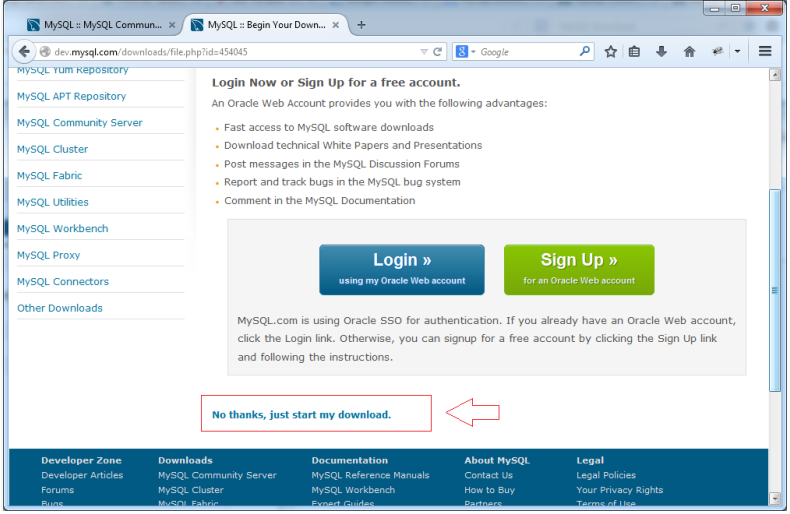 MySQL :: MySQL Commun... ×
MySQL :: Begin Your Down... ×
dev.mysql.com/downloads/file.php?id=454045
Google
MySQL Yum Repository
MySQL APT Repository
MySQL Community Server
MySQL Cluster
MySQL Fabric
MySQL Utilities
MySQL Workbench
MySQL Proxy
MySQL Connectors
Other Downloads
Login Now or Sign Up for a free account.
An Oracle Web Account provides you with the following advantages:
Fast access to MySQL software downloads
Download technical White Papers and Presentations
Post messages in the MySQL Discussion Forums
Report and track bugs in the MySQL bug system
Comment in the MySQL Documentation
Login »
using my Oracle Web account
Sign Up »
for an Oracle Web account
MySQL.com is using Oracle SSO for authentication. If you already have an Oracle Web account,
click the Login link. Otherwise, you can signup for a free account by clicking the Sign Up link
and following the instructions.
No thanks, just start my download.
Developer Zone Downloads Documentation About MySQL Legal
Developer Articles MySQL Community Server MySQL Reference Manuals Contact Us Legal Policies
Forums MySQL Cluster MySQL Workbench How to Buy Your Privacy Rights
Bugs MySQL Fabric Expert Guides Partners Terms of Use